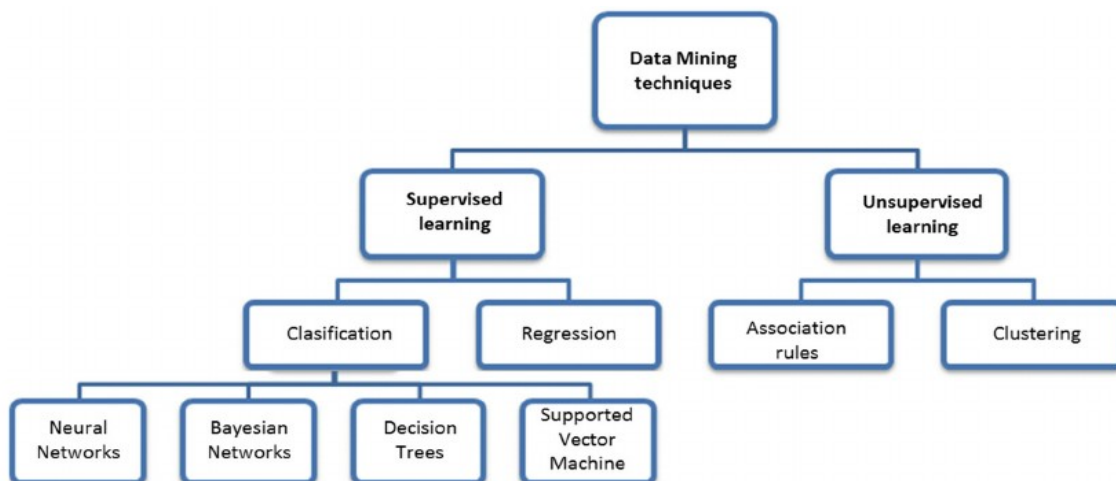 Data Mining
techniques
Supervised
learning
Unsupervised
learning
Clasification
Regression
Association
rules
Clustering
Neural
Networks
Bayesian
Networks
Decision
Trees
Supported
Vector
Machine